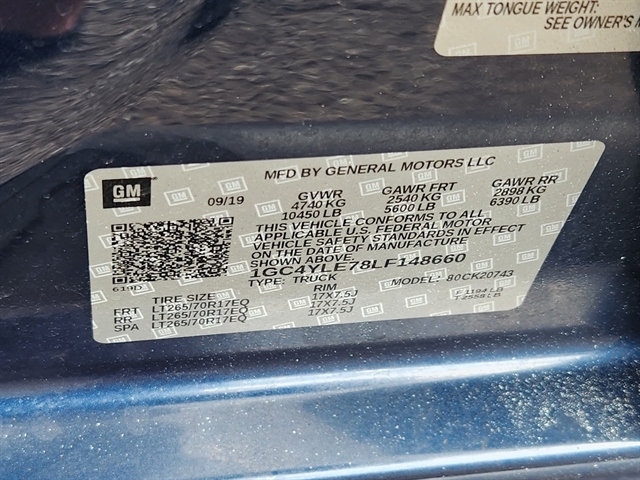 MAX TONGUE WEIGHT:
SEE OWNER'S M
GM
MFD BY GENERAL MOTORS LLC
09/19 GVWR GAWR FRT GAWR RR
4740 KG 2540 KG 2898 KG
10450 LB 5600 LB 6390 LB
THIS VEHICLE CONFORMS TO ALL
APPLICABLE U.S. FEDERAL MOTOR
VEHICLE SAFETY STANDARDS IN EFFECT
ON THE DATE OF MANUFACTURE
SHOWN ABOVE.
1GC4YLE78LF148660
619D TYPE: TRUCK MODEL: 80CK20743
TIRE SIZE RIM F1194LB
FRT LT265/70R17EQ 17X7.5J T2558LB
RR LT265/70R17EQ 17X7.5J
SPA LT265/70R17EQ 17X7.5J